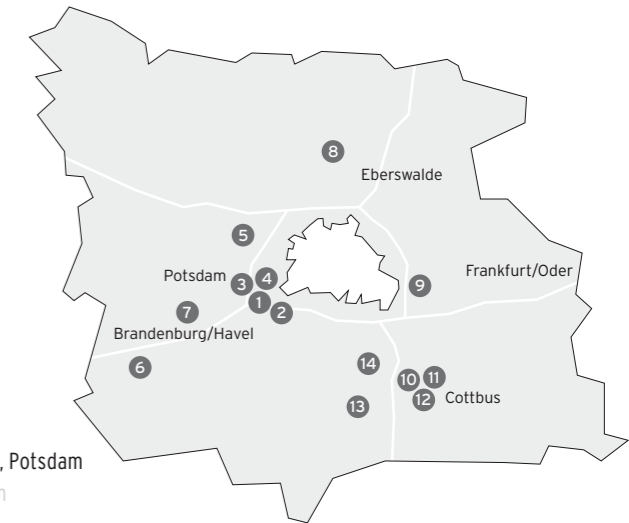 8
Eberswalde
5
Potsdam
4
3
Frankfurt/Oder
9
1
7
2
Brandenburg/Havel
14
6
10
11
12
Cottbus
13
, Potsdam